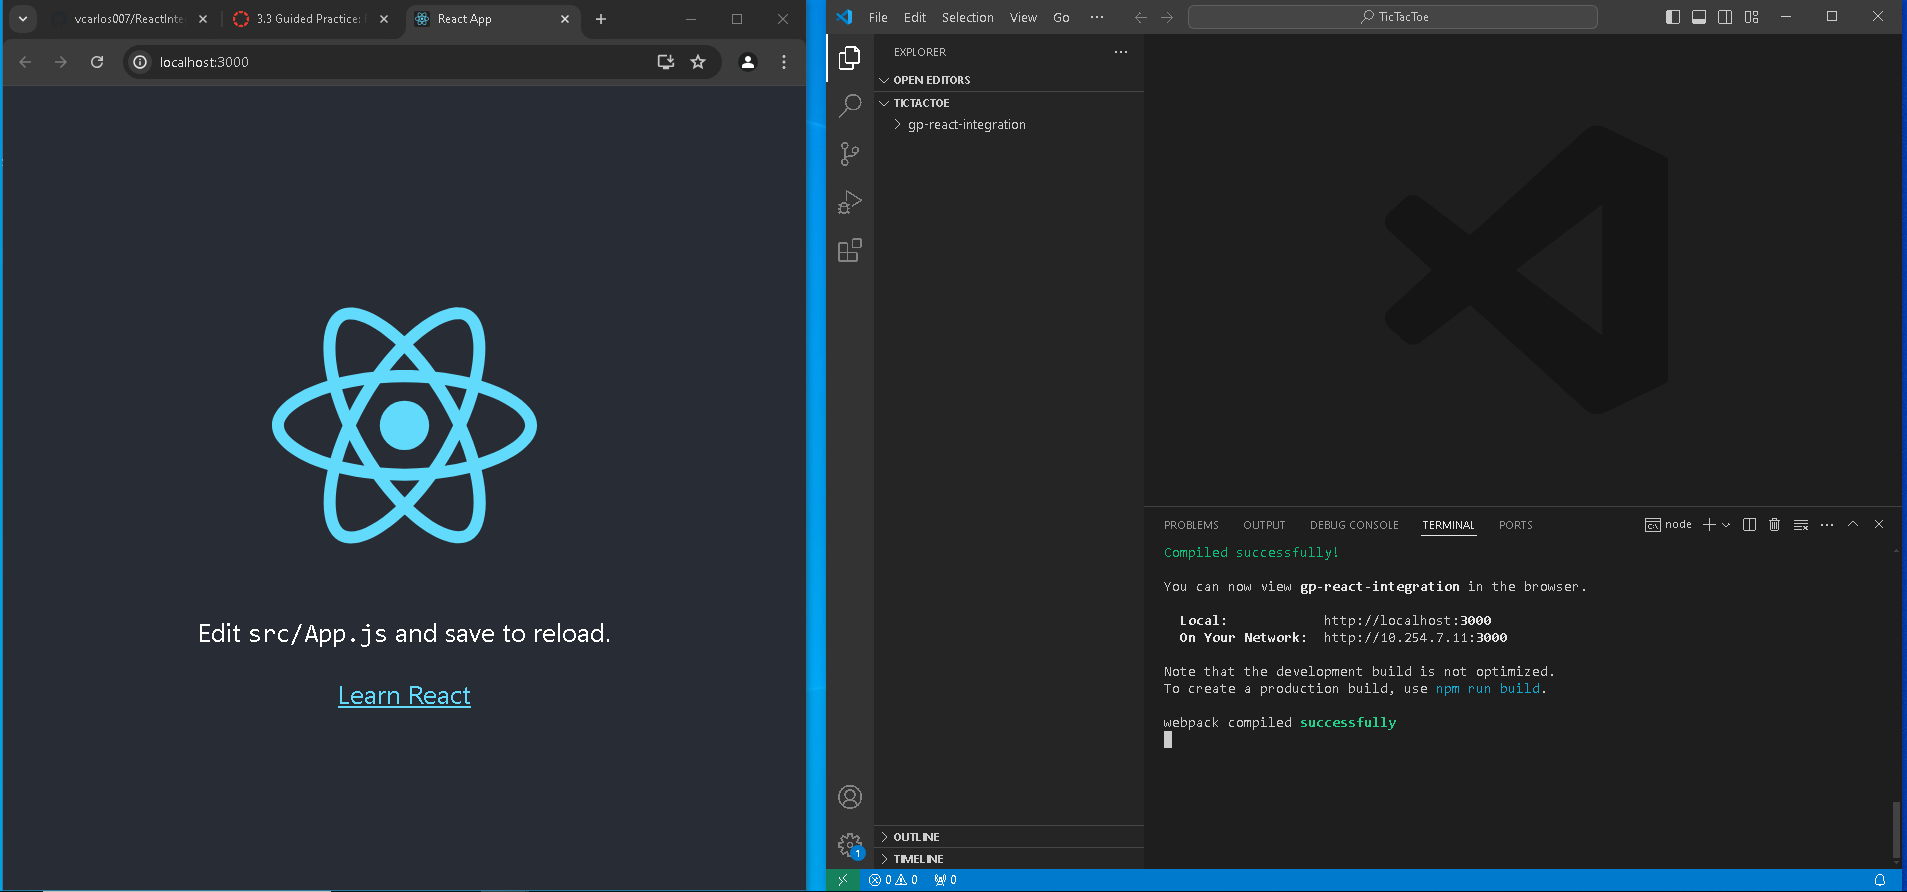 vcarlos007/ReactInte
3.3 Guided Practice:
React App
localhost:3000
Edit src/App.js and save to reload.
Learn React
File Edit Selection View Go
TicTacToe
EXPLORER
OPEN EDITORS
TICTACTOE
gp-react-integration
OUTLINE
TIMELINE
PROBLEMS OUTPUT DEBUG CONSOLE TERMINAL PORTS
node
Compiled successfully!
You can now view gp-react-integration in the browser.
Local: http://localhost:3000
On Your Network: http://10.254.7.11:3000
Note that the development build is not optimized.
To create a production build, use npm run build.
webpack compiled successfully
1
0 0 0